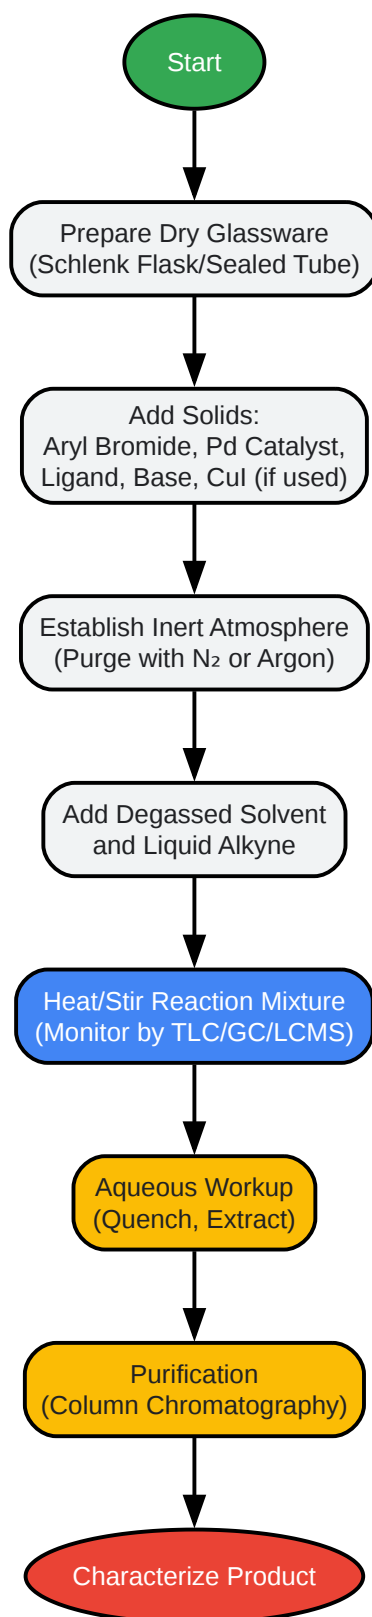 Start
Prepare Dry Glassware
(Schlenk Flask/Sealed Tube)
Add Solids:
Aryl Bromide, Pd Catalyst,
Ligand, Base, CuI (if used)
Establish Inert Atmosphere
(Purge with N₂ or Argon)
Add Degassed Solvent
and Liquid Alkyne
Heat/Stir Reaction Mixture
(Monitor by TLC/GC/LCMS)
Aqueous Workup
(Quench, Extract)
Purification
(Column Chromatography)
Characterize Product